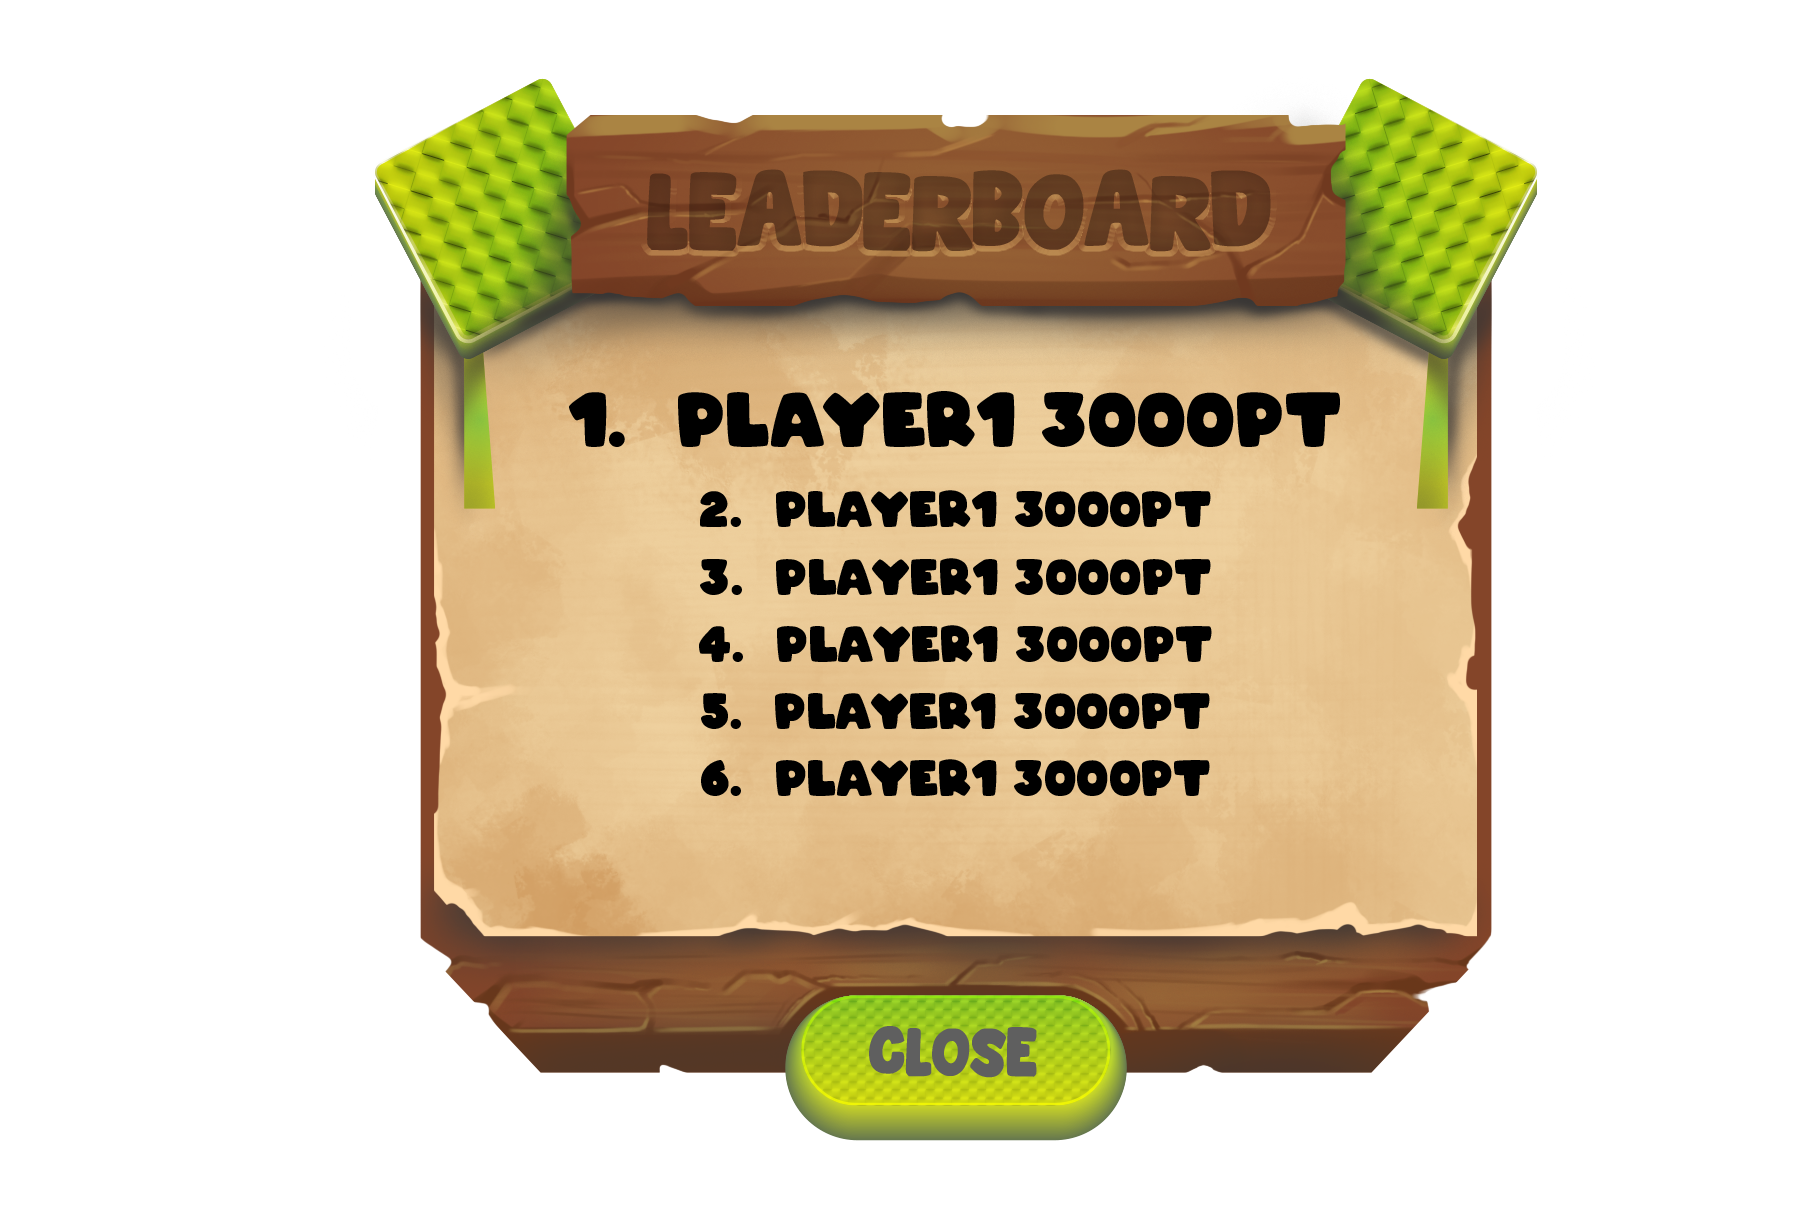 LEADERBOARD
1. PLAYER1 3000PT
2. PLAYER1 3000PT
3. PLAYER1 3000PT
4. PLAYER1 3000PT
5. PLAYER1 3000PT
6. PLAYER1 3000PT
CLOSE